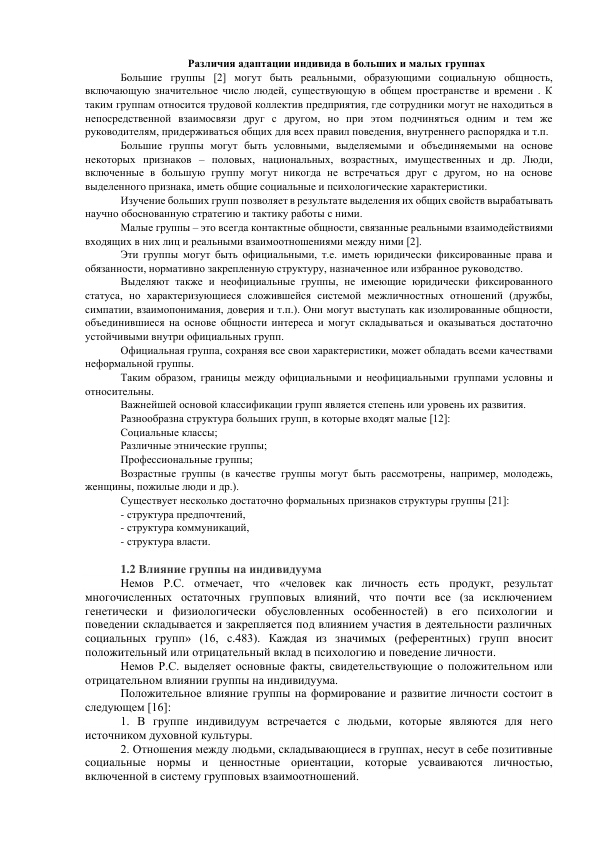 Различия адаптации индивида в больших и малых группах
Большие группы [2] могут быть реальными, образующими социальную общность,
включающую значительное число людей, существующую в общем пространстве и времени . К
таким группам относится трудовой коллектив предприятия, где сотрудники могут не находиться в
непосредственной взаимосвязи друг с другом, но при этом подчиняться одним и тем же
руководителям, придерживаться общих для всех правил поведения, внутреннего распорядка и т.п.
Большие группы могут быть условными, выделяемыми и объединяемыми на основе
некоторых признаков – половых, национальных, возрастных, имущественных и др. Люди,
включенные в большую группу могут никогда не встречаться друг с другом, но на основе
выделенного признака, иметь общие социальные и психологические характеристики.
Изучение больших групп позволяет в результате выделения их общих свойств вырабатывать
научно обоснованную стратегию и тактику работы с ними.
Малые группы – это всегда контактные общности, связанные реальными взаимодействиями
входящих в них лиц и реальными взаимоотношениями между ними [2].
Эти группы могут быть официальными, т.е. иметь юридически фиксированные права и
обязанности, нормативно закрепленную структуру, назначенное или избранное руководство.
Выделяют также и неофициальные группы, не имеющие юридически фиксированного
статуса, но характеризующиеся сложившейся системой межличностных отношений (дружбы,
симпатии, взаимопонимания, доверия и т.п.). Они могут выступать как изолированные общности,
объединившиеся на основе общности интереса и могут складываться и оказываться достаточно
устойчивыми внутри официальных групп.
Официальная группа, сохраняя все свои характеристики, может обладать всеми качествами
неформальной группы.
Таким образом, границы между официальными и неофициальными группами условны и
относительны.
Важнейшей основой классификации групп является степень или уровень их развития.
Разнообразна структура больших групп, в которые входят малые [12]:
Социальные классы;
Различные этнические группы;
Профессиональные группы;
Возрастные группы (в качестве группы могут быть рассмотрены, например, молодежь,
женщины, пожилые люди и др.).
Существует несколько достаточно формальных признаков структуры группы [21]:
- структура предпочтений,
- структура коммуникаций,
- структура власти.
1.2 Влияние группы на индивидуума
Немов Р.С. отмечает, что «человек как личность есть продукт, результат
многочисленных остаточных групповых влияний, что почти все (за исключением
генетически и физиологически обусловленных особенностей) в его психологии и
поведении складывается и закрепляется под влиянием участия в деятельности различных
социальных групп» (16, с.483). Каждая из значимых (референтных) групп вносит
положительный или отрицательный вклад в психологию и поведение личности.
Немов Р.С. выделяет основные факты, свидетельствующие о положительном или
отрицательном влиянии группы на индивидуума.
Положительное влияние группы на формирование и развитие личности состоит в
следующем [16]:
1. В группе индивидуум встречается с людьми, которые являются для него
источником духовной культуры.
2. Отношения между людьми, складывающиеся в группах, несут в себе позитивные
социальные нормы и ценностные ориентации, которые усваиваются личностью,
включенной в систему групповых взаимоотношений.